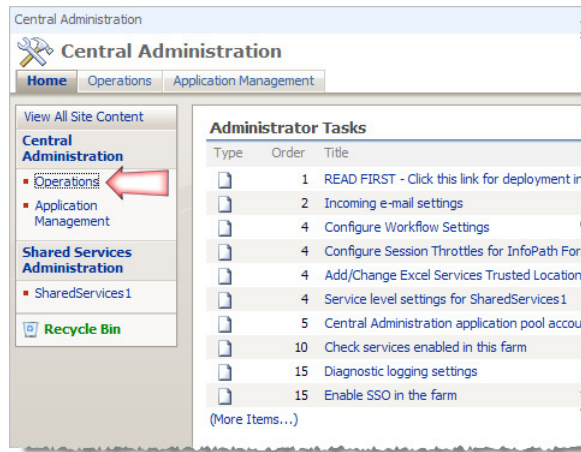 Central Administration
Central Administration
Home Operations Application Management
View All Site Content
Central
Administration
Operations
Application
Management
Shared Services
Administration
SharedServices1
Recycle Bin
Administrator Tasks
Type Order Title
1 READ FIRST - Click this link for deployment in
2 Incoming e-mail settings
4 Configure Workflow Settings
4 Configure Session Throttles for InfoPath For
4 Add/Change Excel Services Trusted Location
4 Service level settings for SharedServices1
5 Central Administration application pool accou
10 Check services enabled in this farm
15 Diagnostic logging settings
15 Enable SSO in the farm
(More Items...)